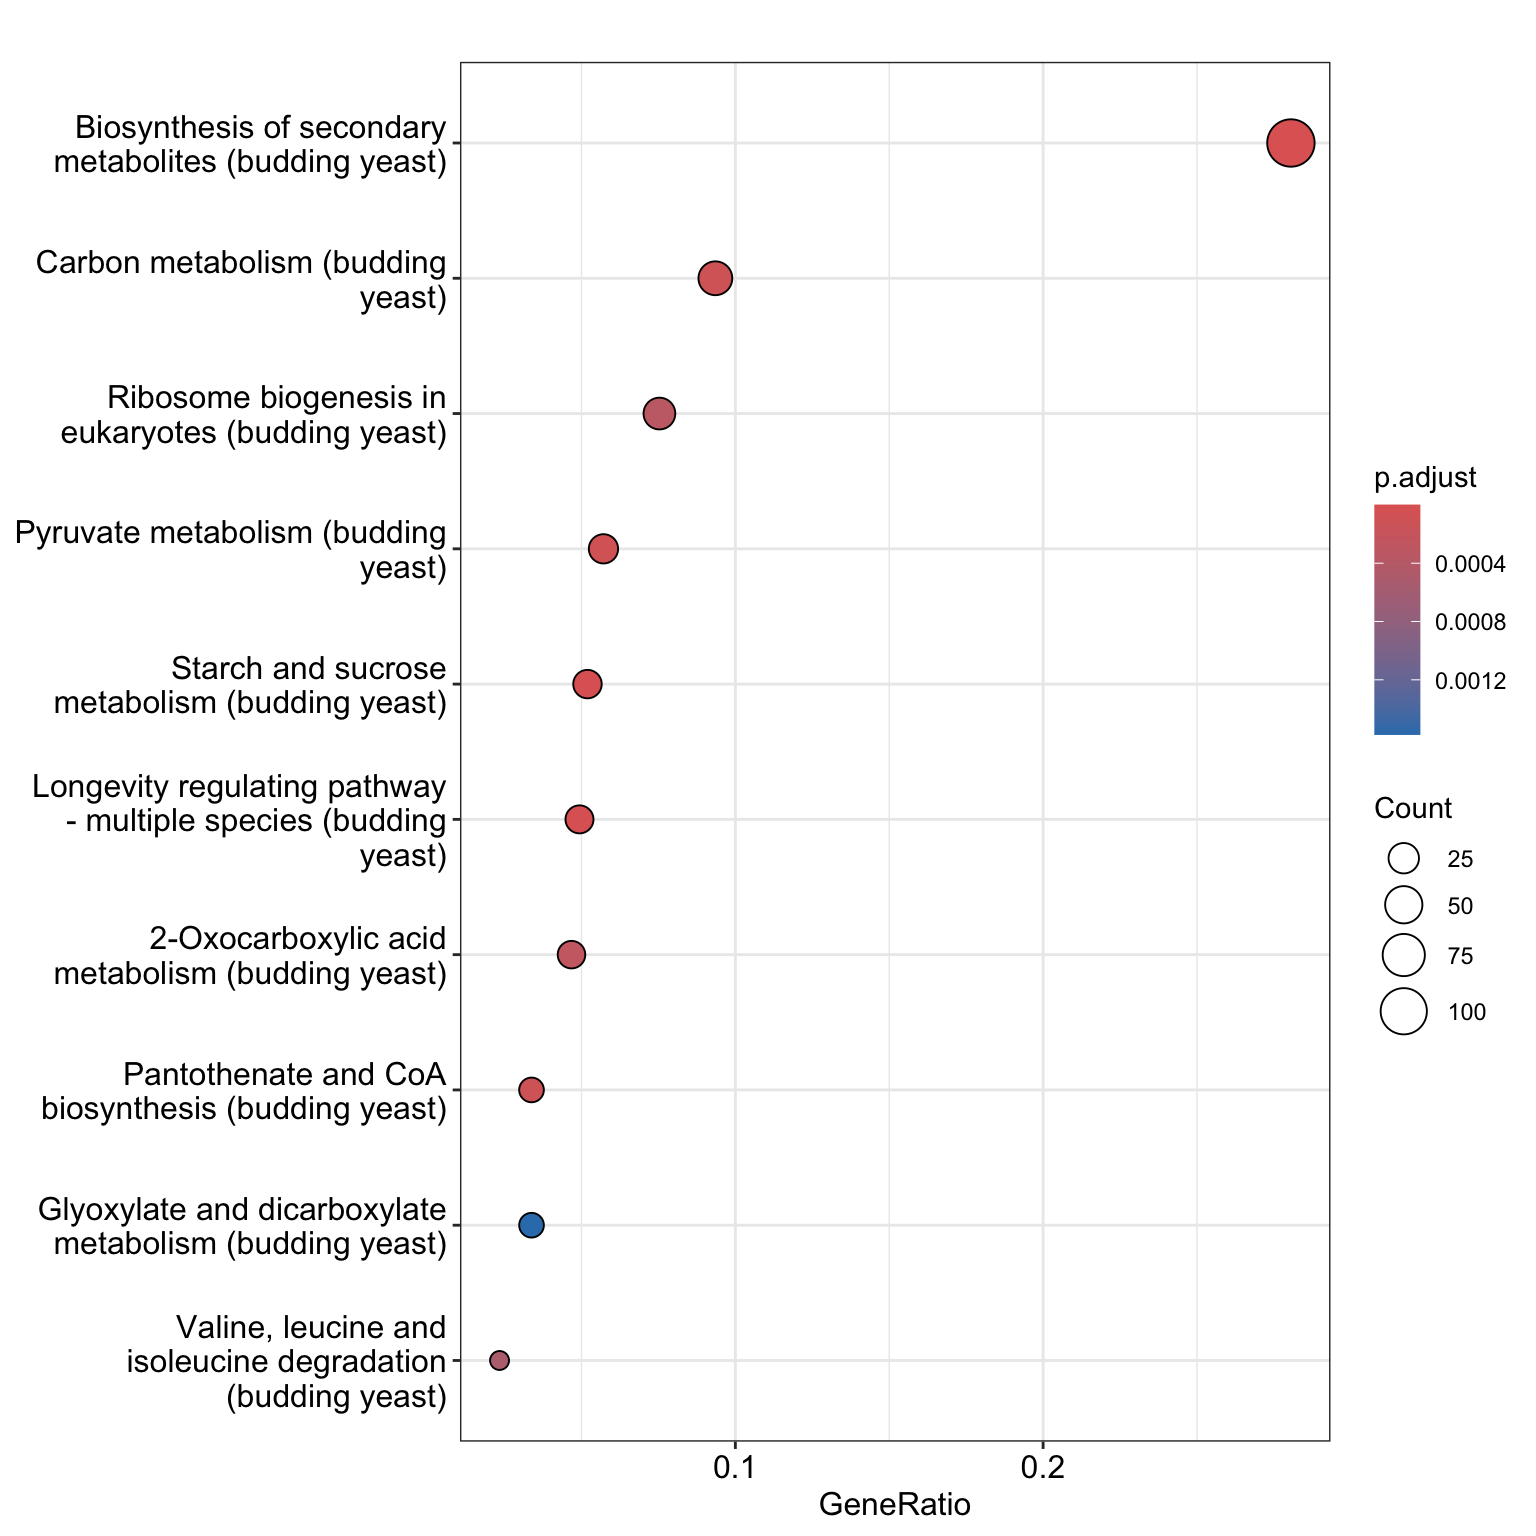 Biosynthesis of secondary
metabolites (budding yeast)
Carbon metabolism (budding
yeast)
Ribosome biogenesis in
eukaryotes (budding yeast)
Pyruvate metabolism (budding
yeast)
Starch and sucrose
metabolism (budding yeast)
Longevity regulating pathway
- multiple species (budding
yeast)
2-Oxocarboxylic acid
metabolism (budding yeast)
Pantothenate and CoA
biosynthesis (budding yeast)
Glyoxylate and dicarboxylate
metabolism (budding yeast)
Valine, leucine and
isoleucine degradation
(budding yeast)
0.1
0.2
GeneRatio
p.adjust
0.0004
0.0008
0.0012
Count
25
50
75
100